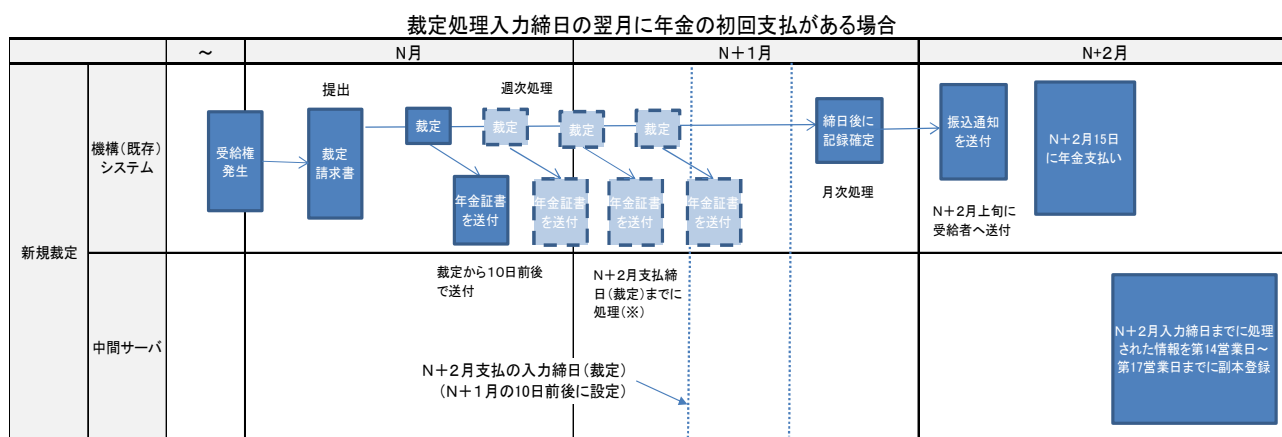 裁定処理入力締日の翌月に年金の初回支払がある場合
～
N月
N＋1月
N+2月
新規裁定
機構（既存）
システム
受給権
発生
提出
裁定
請求書
週次処理
裁定
裁定
裁定
裁定
年金証書
を送付
年金証書
を送付
年金証書
を送付
年金証書
を送付
締日後に
記録確定
月次処理
振込通知
を送付
N＋2月上旬に
受給者へ送付
N＋2月15日
に年金支払い
中間サーバ
裁定から10日前後
で送付
N＋2月支払締
日（裁定）までに
処理（※）
N＋2月支払の入力締日（裁定）
（N＋1月の10日前後に設定）
N＋2月入力締日までに処理
された情報を第14営業日～
第17営業日までに副本登録